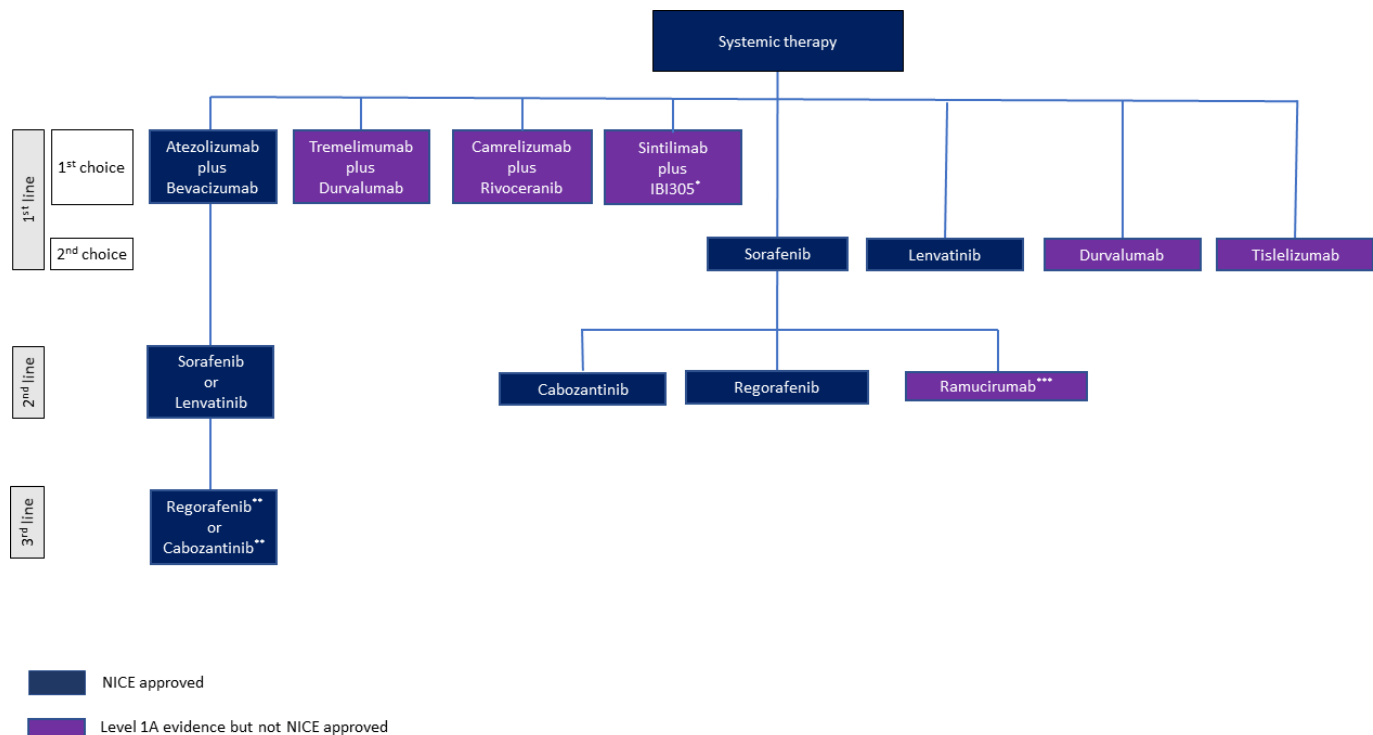 Systemic therapy
1st line
1st choice
Atezolizumab
plus
Bevacizumab
Tremelimumab
plus
Durvalumab
Camrelizumab
plus
Rivoceranib
Sintilimab
plus
IBI305*
2nd choice
Sorafenib
Lenvatinib
Durvalumab
Tislelizumab
2nd line
Sorafenib
or
Lenvatinib
Cabozantinib
Regorafenib
Ramucirumab***
3rd line
Regorafenib**
or
Cabozantinib**
NICE approved
Level 1A evidence but not NICE approved